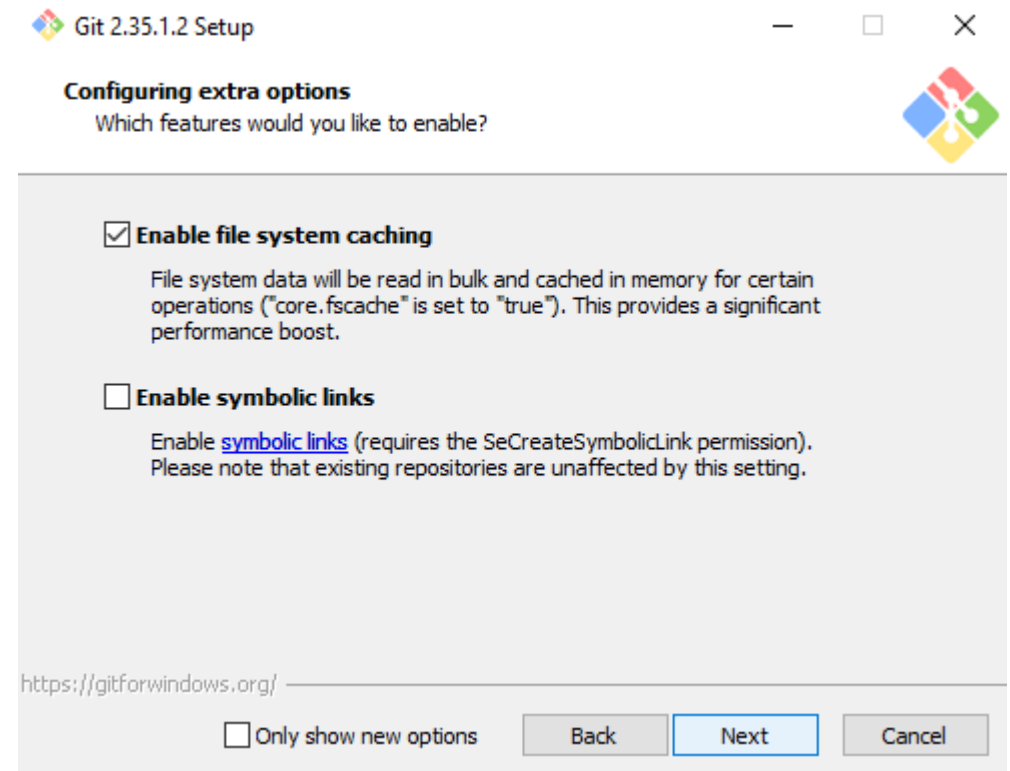 Git 2.35.1.2 Setup
Configuring extra options
Which features would you like to enable?
Enable file system caching
File system data will be read in bulk and cached in memory for certain
operations ("core.fscache" is set to "true"). This provides a significant
performance boost.
Enable symbolic links
Enable symbolic links (requires the SeCreateSymbolicLink permission).
Please note that existing repositories are unaffected by this setting.
https://gitforwindows.org/
Only show new options
Back
Next
Cancel